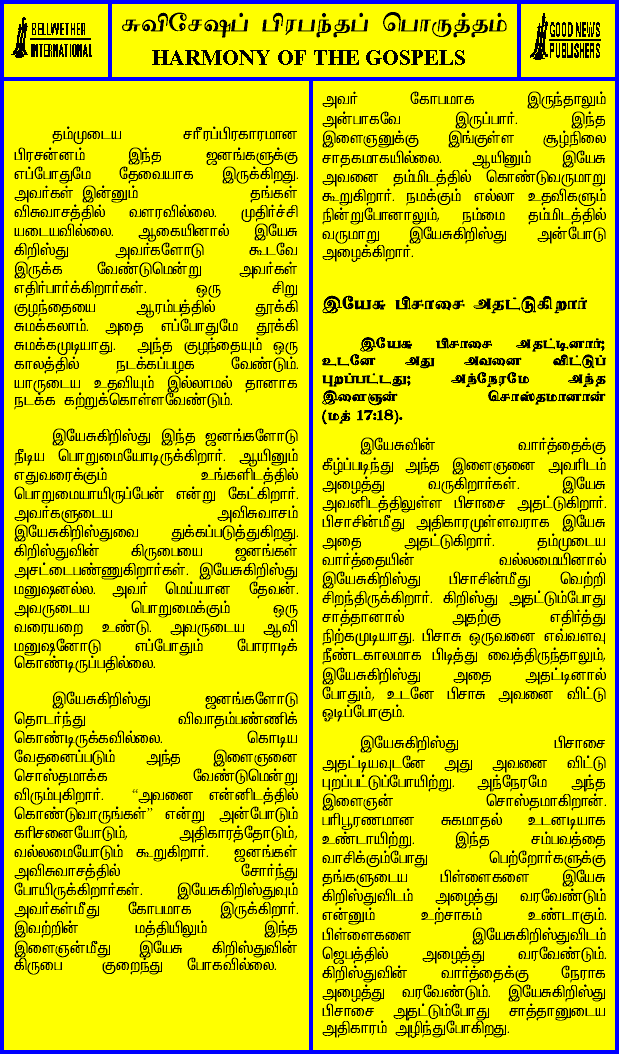 BELLWETHER
INTERNATIONAL
சுவிசேஷப் பிரபந்தப் பொருத்தம்
HARMONY OF THE GOSPELS
GOOD NEWS
PUBLISHERS
தம்முடைய சரீரப்பிரகாரமான
பிரசன்னம் இந்த ஜனங்களுக்கு
எப்போதுமே தேவையாக இருக்கிறது.
அவர்கள் இன்னும் தங்கள்
விசுவாசத்தில் வளரவில்லை. முதிர்ச்சி
யடையவில்லை. ஆகையினால் இயேசு
கிறிஸ்து அவர்களோடு கூடவே
இருக்க வேண்டுமென்று அவர்கள்
எதிர்பார்க்கிறார்கள். ஒரு சிறு
குழந்தையை ஆரம்பத்தில் தூக்கி
சுமக்கலாம். அதை எப்போதுமே தூக்கி
சுமக்கமுடியாது. அந்த குழந்தையும் ஒரு
காலத்தில் நடக்கப்பழக வேண்டும்.
யாருடைய உதவியும் இல்லாமல் தானாக
நடக்க கற்றுக்கொள்ளவேண்டும்.
இயேசுகிறிஸ்து இந்த ஜனங்களோடு
நீடிய பொறுமையோடிருக்கிறார். ஆயினும்
எதுவரைக்கும் உங்களிடத்தில்
பொறுமையாயிருப்பேன் என்று கேட்கிறார்.
அவர்களுடைய அவிசுவாசம்
இயேசுகிறிஸ்துவை துக்கப்படுத்துகிறது.
கிறிஸ்துவின் கிருபையை ஜனங்கள்
அசட்டைபண்ணுகிறார்கள். இயேசுகிறிஸ்து
மனுஷனல்ல. அவர் மெய்யான தேவன்.
அவருடைய பொறுமைக்கும் ஒரு
வரையறை உண்டு. அவருடைய ஆவி
மனுஷனோடு எப்போதும் போராடிக்
கொண்டிருப்பதில்லை.
இயேசுகிறிஸ்து ஜனங்களோடு
தொடர்ந்து விவாதம்பண்ணிக்
கொண்டிருக்கவில்லை. கொடிய
வேதனைப்படும் அந்த இளைஞனை
சொஸ்தமாக்க வேண்டுமென்று
விரும்புகிறார். “அவனை என்னிடத்தில்
கொண்டுவாருங்கள்” என்று அன்போடும்
கரிசனையோடும், அதிகாரத்தோடும்,
வல்லமையோடும் கூறுகிறார். ஜனங்கள்
அவிசுவாசத்தில் சோர்ந்து
போயிருக்கிறார்கள். இயேசுகிறிஸ்துவும்
அவர்கள்மீது கோபமாக இருக்கிறார்.
இவற்றின் மத்தியிலும் இந்த
இளைஞன்மீது இயேசு கிறிஸ்துவின்
கிருபை குறைந்து போகவில்லை.
அவர் கோபமாக இருந்தாலும்
அன்பாகவே இருப்பார். இந்த
இளைஞனுக்கு இங்குள்ள சூழ்நிலை
சாதகமாகயில்லை. ஆயினும் இயேசு
அவனை தம்மிடத்தில் கொண்டுவருமாறு
கூறுகிறார். நமக்கும் எல்லா உதவிகளும்
நின்றுபோனாலும், நம்மை தம்மிடத்தில்
வருமாறு இயேசுகிறிஸ்து அன்போடு
அழைக்கிறார்.
இயேசு பிசாசை அதட்டுகிறார்
இயேசு பிசாசை அதட்டினார்;
உடனே அது அவனை விட்டுப்
புறப்பட்டது; அந்நேரமே அந்த
இளைஞன் சொஸ்தமானான்
(மத் 17:18).
இயேசுவின் வார்த்தைக்கு
கீழ்ப்படிந்து அந்த இளைஞனை அவரிடம்
அழைத்து வருகிறார்கள். இயேசு
அவனிடத்திலுள்ள பிசாசை அதட்டுகிறார்.
பிசாசின்மீது அதிகாரமுள்ளவராக இயேசு
அதை அதட்டுகிறார். தம்முடைய
வார்த்தையின் வல்லமையினால்
இயேசுகிறிஸ்து பிசாசின்மீது வெற்றி
சிறந்திருக்கிறார். கிறிஸ்து அதட்டும்போது
சாத்தானால் அதற்கு எதிர்த்து
நிற்கமுடியாது. பிசாசு ஒருவனை எவ்வளவு
நீண்டகாலமாக பிடித்து வைத்திருந்தாலும்,
இயேசுகிறிஸ்து அதை அதட்டினால்
போதும், உடனே பிசாசு அவனை விட்டு
ஓடிப்போகும்.
இயேசுகிறிஸ்து பிசாசை
அதட்டியவுடனே அது அவனை விட்டு
புறப்பட்டுப்போயிற்று. அந்நேரமே அந்த
இளைஞன் சொஸ்தமாகிறான்.
பரிபூரணமான சுகமாதல் உடனடியாக
உண்டாயிற்று. இந்த சம்பவத்தை
வாசிக்கும்போது பெற்றோர்களுக்கு
தங்களுடைய பிள்ளைகளை இயேசு
கிறிஸ்துவிடம் அழைத்து வரவேண்டும்
என்னும் உற்சாகம் உண்டாகும்.
பிள்ளைகளை இயேசுகிறிஸ்துவிடம்
ஜெபத்தில் அழைத்து வரவேண்டும்.
கிறிஸ்துவின் வார்த்தைக்கு நேராக
அழைத்து வரவேண்டும். இயேசுகிறிஸ்து
பிசாசை அதட்டும்போது சாத்தானுடைய
அதிகாரம் அழிந்துபோகிறது.